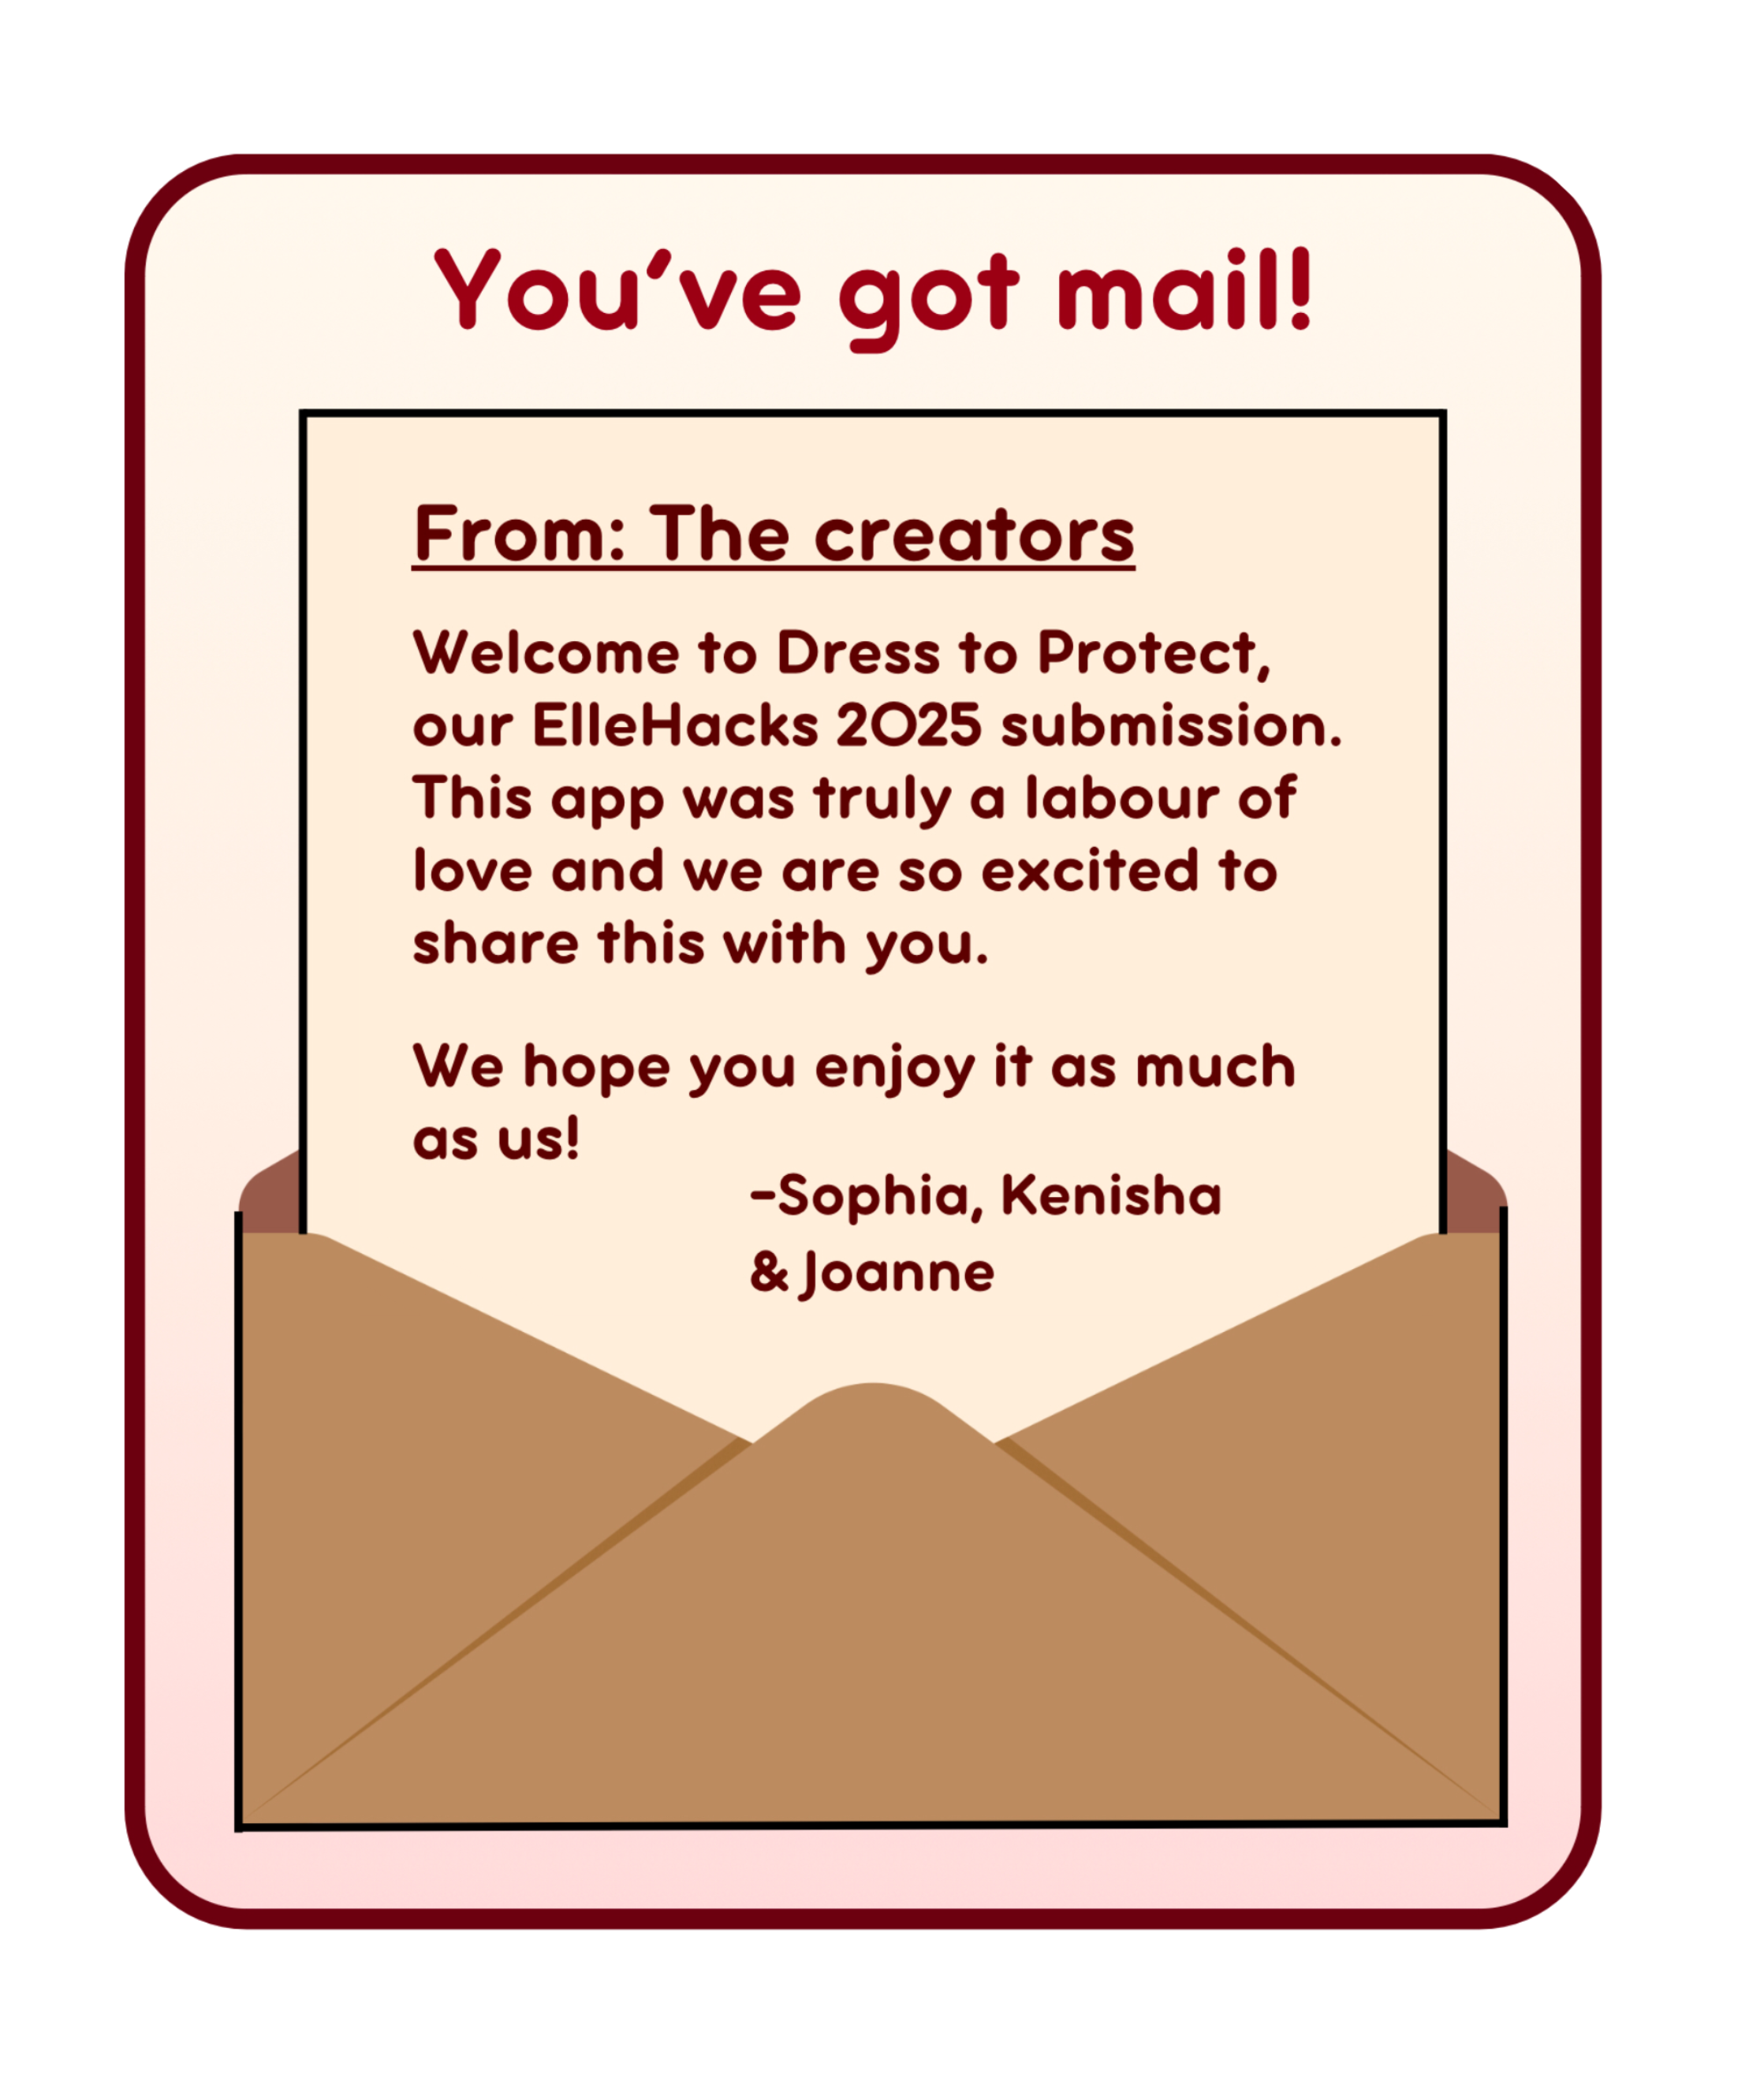 You've got mail!
From: The creators
Welcome to Dress to Protect,
our ElleHacks 2025 submission.
This app was truly a labour of
love and we are so excited to
share this with you.
We hope you enjoy it as much
as us!
-Sophia, Kenisha
& Joanne